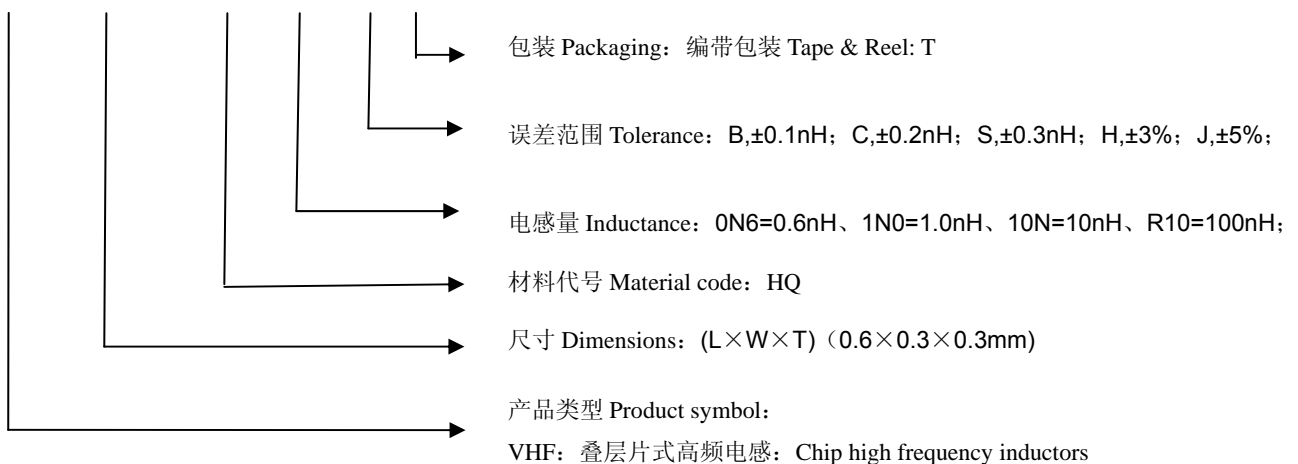 包装 Packaging：编带包装 Tape & Reel: T
误差范围 Tolerance：B,±0.1nH；C,±0.2nH；S,±0.3nH；H,±3%；J,±5%；
电感量 Inductance：0N6=0.6nH、1N0=1.0nH、10N=10nH、R10=100nH；
材料代号 Material code：HQ
尺寸 Dimensions：(L×W×T)（0.6×0.3×0.3mm)
产品类型 Product symbol：
VHF：叠层片式高频电感：Chip high frequency inductors